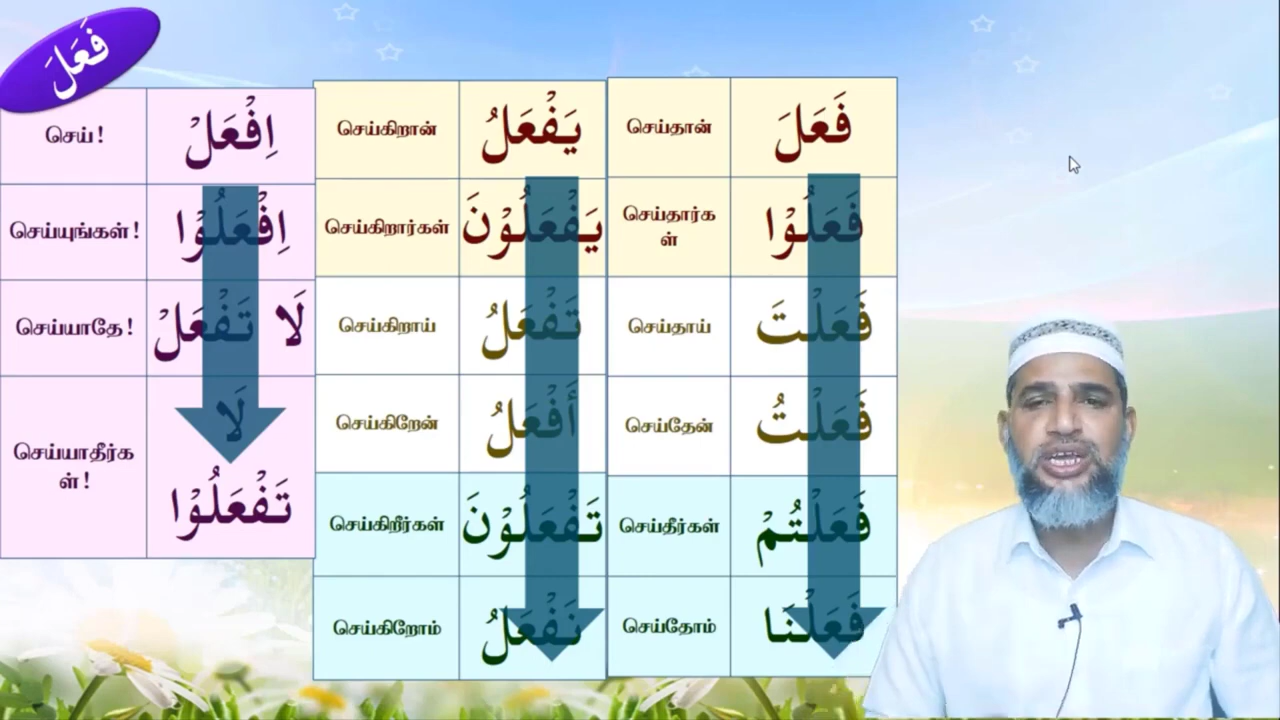 فَعَلَ
செய்தான் فَعَلَ
செய்தார்க
ள் فَعَلُوْا
செய்தாய் فَعَلْتَ
செய்தேன் فَعَلْتُ
செய்தீர்கள் فَعَلْتُمْ
செய்தோம் فَعَلْنَا
செய்கிறான் يَفْعَلُ
செய்கிறார்கள் يَفْعَلُوْنَ
செய்கிறாய் تَفْعَلُ
செய்கிறேன் أَفْعَلُ
செய்கிறீர்கள் تَفْعَلُوْنَ
செய்கிறோம் نَفْعَلُ
செய்! اِفْعَلْ
செய்யுங்கள்! اِفْعَلُوْا
செய்யாதே! لَا تَفْعَلْ
செய்யாதீர்க
ள்! لَا
تَفْعَلُوْا